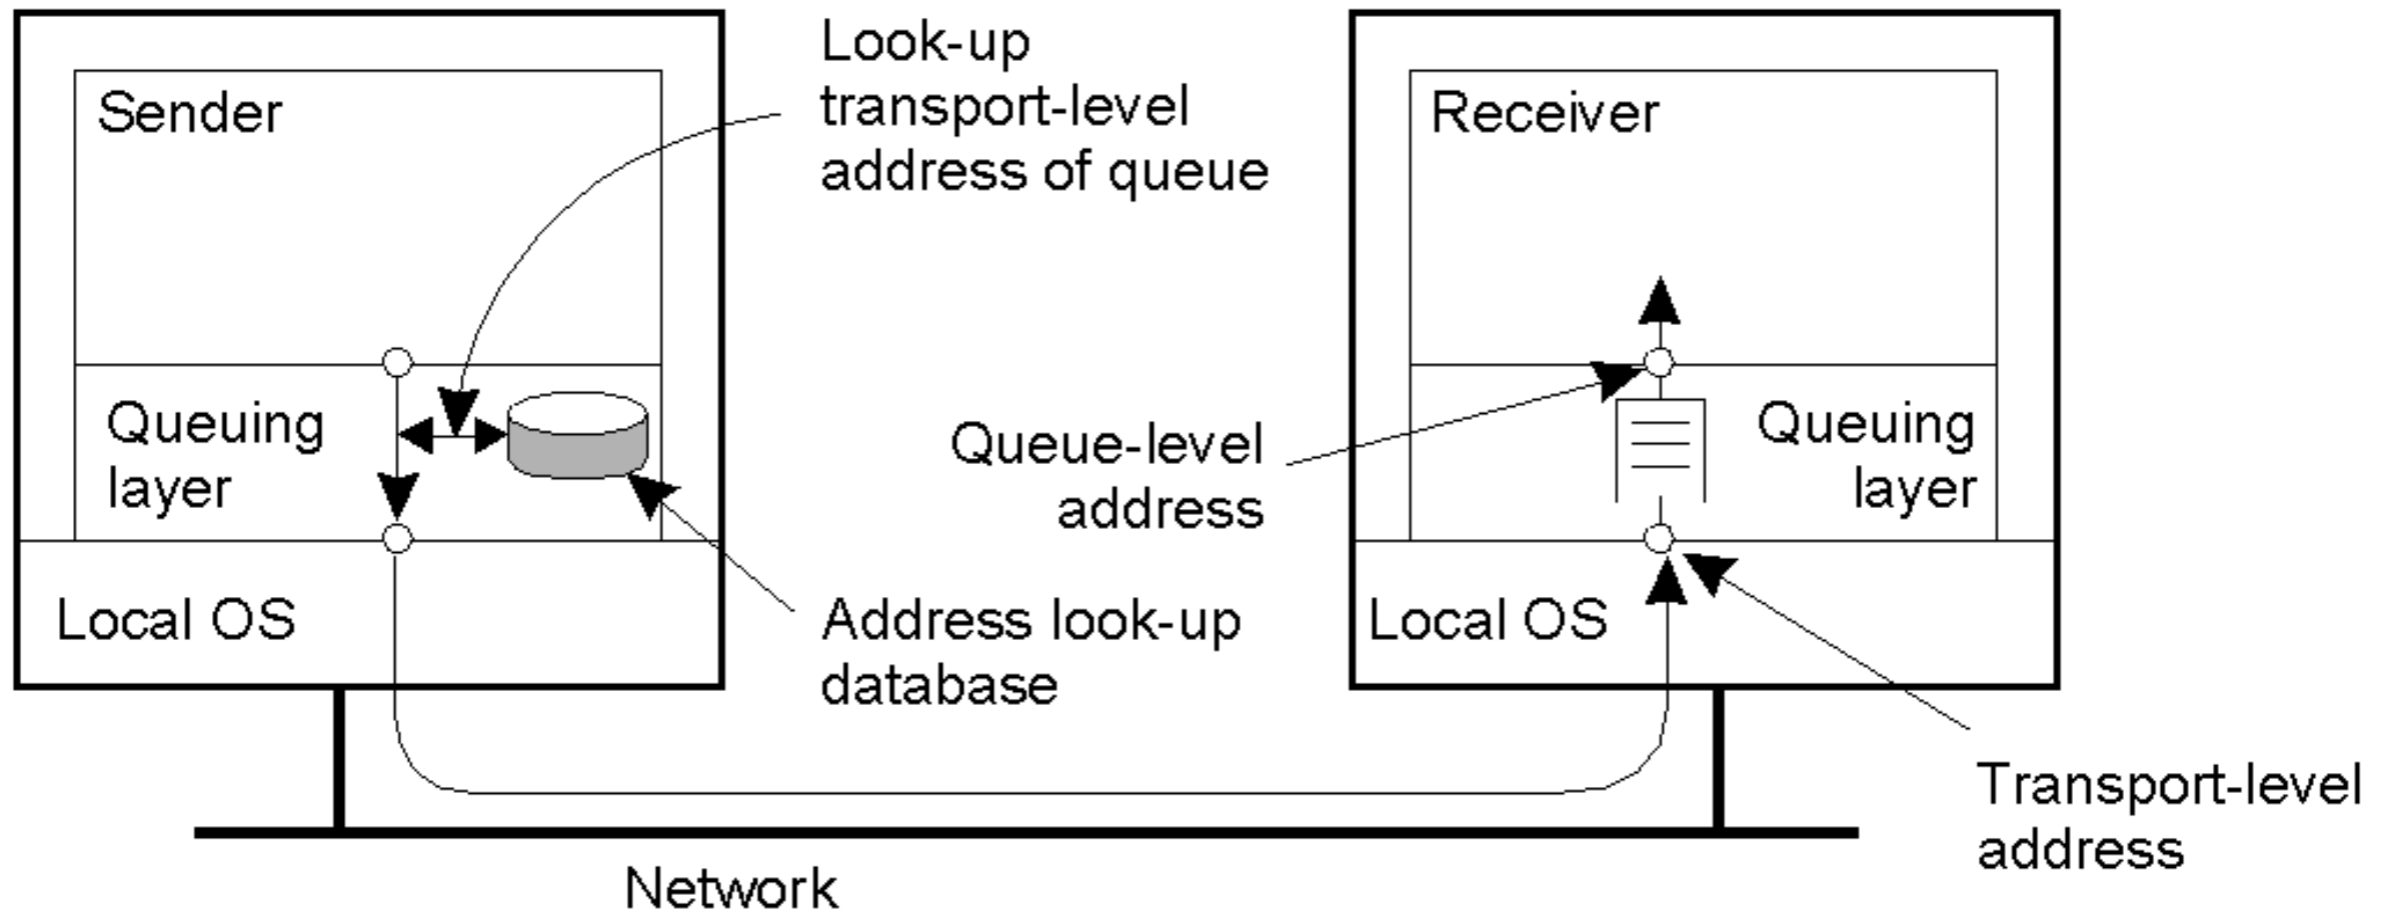 Sender
Look-up
transport-level
address of queue
Receiver
Queuing
layer
Queue-level
address
Queuing
layer
Local OS
Address look-up
database
Local OS
Transport-level
address
Network